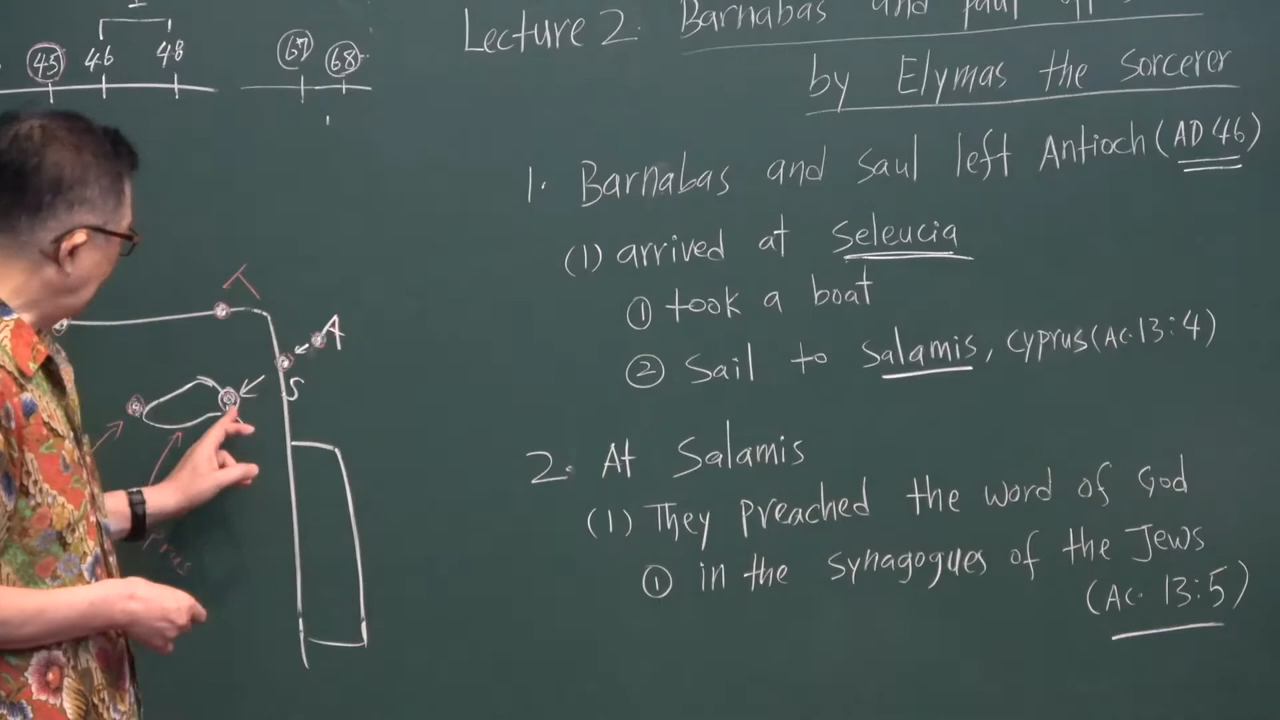 I
45 46 48 67 68
Lecture 2. Barnabas and Paul
by Elymas the Sorcerer
1. Barnabas and Saul left Antioch (AD 46)
(1) arrived at Seleucia
① took a boat
② Sail to Salamis, Cyprus (Ac. 13:4)
2. At Salamis
(1) They preached the word of God
① in the synagogues of the Jews
(Ac. 13:5)
T
A
S